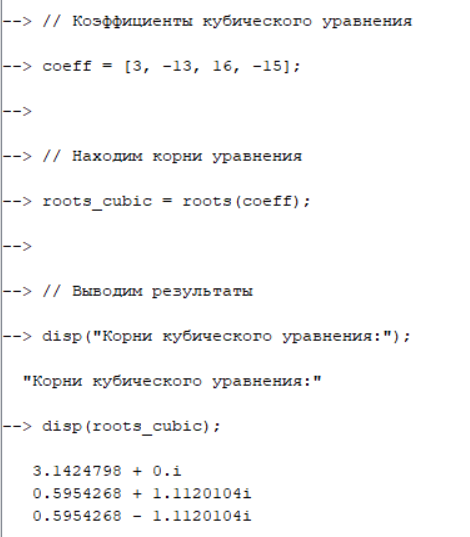 --> // Коэффициенты кубического уравнения
--> coeff = [3, -13, 16, -15];
-->
--> // Находим корни уравнения
--> roots_cubic = roots(coeff);
-->
--> // Выводим результаты
--> disp("Корни кубического уравнения:");
"Корни кубического уравнения:"
--> disp(roots_cubic);
3.1424798 + 0.i
0.5954268 + 1.1120104i
0.5954268 - 1.1120104i